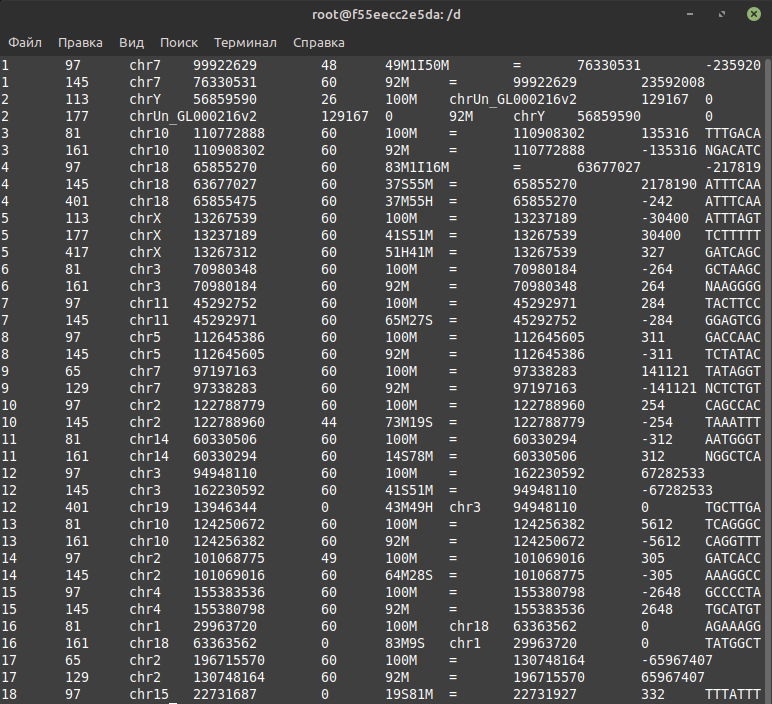 root@f55eecc2e5da: /d
Файл Правка Вид Поиск Терминал Справка
1 97 chr7 99922629 48 49M1I50M = 76330531 -235920
1 145 chr7 76330531 60 92M = 99922629 23592008
2 113 chrY 56859590 26 100M chrUn_GL000216v2 129167 0
2 177 chrUn_GL000216v2 129167 0 92M chrY 56859590 0
3 81 chr10 110772888 60 100M = 110908302 135316 TTTGACA
3 161 chr10 110908302 60 92M = 110772888 -135316 NGACATC
4 97 chr18 65855270 60 83M1I16M = 63677027 -217819
4 145 chr18 63677027 60 37S55M = 65855270 2178190 ATTTCAA
4 401 chr18 65855475 60 37M55H = 65855270 -242 ATTTCAA
5 113 chrX 13267539 60 100M = 13237189 -30400 ATTTAGT
5 177 chrX 13237189 60 41S51M = 13267539 30400 TCTTTTT
5 417 chrX 13267312 60 51H41M = 13267539 327 GATCAGC
6 81 chr3 70980348 60 100M = 70980184 -264 GCTAAGC
6 161 chr3 70980184 60 92M = 70980348 264 NAAGGGG
7 97 chr11 45292752 60 100M = 45292971 284 TACTTCC
7 145 chr11 45292971 60 65M27S = 45292752 -284 GGAGTCG
8 97 chr5 112645386 60 100M = 112645605 311 GACCAAC
8 145 chr5 112645605 60 92M = 112645386 -311 TCTATAC
9 65 chr7 97197163 60 100M = 97338283 141121 TATAGGT
9 129 chr7 97338283 60 92M = 97197163 -141121 NCTCTGT
10 97 chr2 122788779 60 100M = 122788960 254 CAGCCAC
10 145 chr2 122788960 44 73M19S = 122788779 -254 TAAATTT
11 81 chr14 60330506 60 100M = 60330294 -312 AATGGGT
11 161 chr14 60330294 60 14S78M = 60330506 312 NGGCTCA
12 97 chr3 94948110 60 100M = 162230592 67282533
12 145 chr3 162230592 60 41S51M = 94948110 -67282533
12 401 chr19 13946344 0 43M49H chr3 94948110 0 TGCTTGA
13 81 chr10 124250672 60 100M = 124256382 5612 TCAGGGC
13 161 chr10 124256382 60 92M = 124250672 -5612 CAGGTTT
14 97 chr2 101068775 49 100M = 101069016 305 GATCACC
14 145 chr2 101069016 60 64M28S = 101068775 -305 AAAGGCC
15 97 chr4 155383536 60 100M = 155380798 -2648 GCCCCTA
15 145 chr4 155380798 60 92M = 155383536 2648 TGCATGT
16 81 chr1 29963720 60 100M chr18 63363562 0 AGAAAGG
16 161 chr18 63363562 0 83M9S chr1 29963720 0 TATGGCT
17 65 chr2 196715570 60 100M = 130748164 -65967407
17 129 chr2 130748164 60 92M = 196715570 65967407
18 97 chr15 22731687 0 19S81M = 22731927 332 TTTATTT